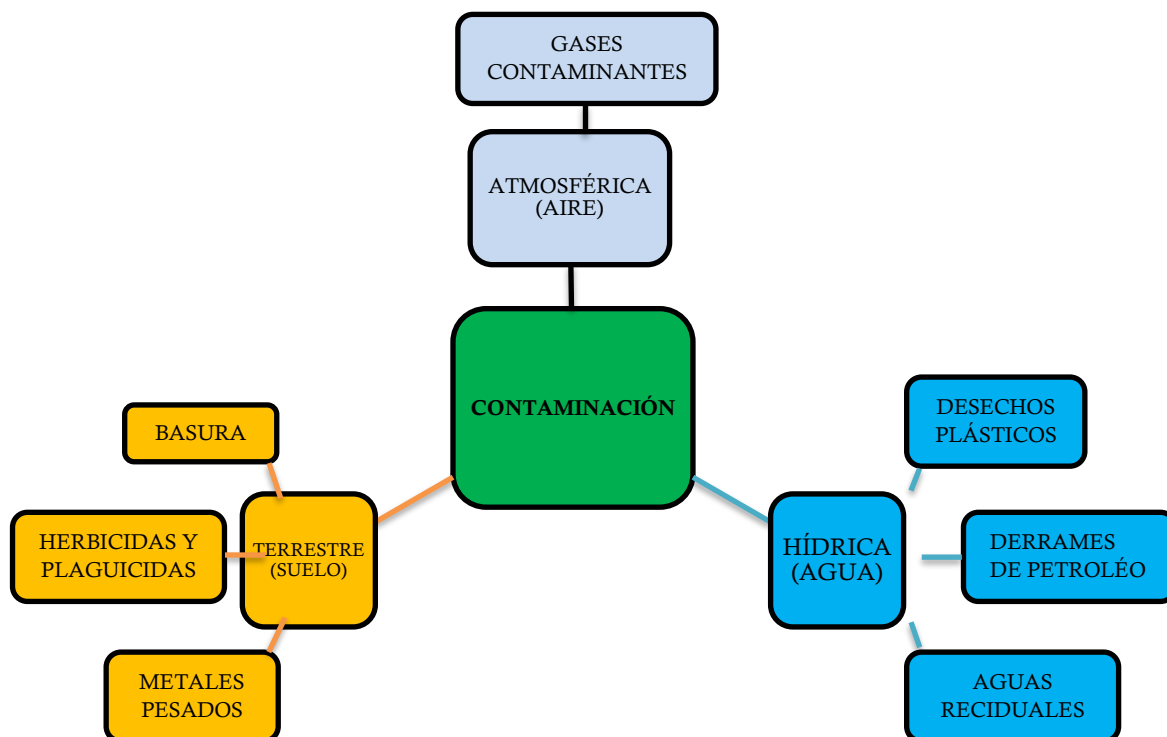 GASES
CONTAMINANTES
ATMOSFÉRICA
(AIRE)
CONTAMINACIÓN
BASURA
HERBICIDAS Y
PLAGUICIDAS
TERRESTRE
(SUELO)
METALES
PESADOS
DESECHOS
PLÁSTICOS
HÍDRICA
(AGUA)
DERRAMES
DE PETROLÉO
AGUAS
RECIDUALES